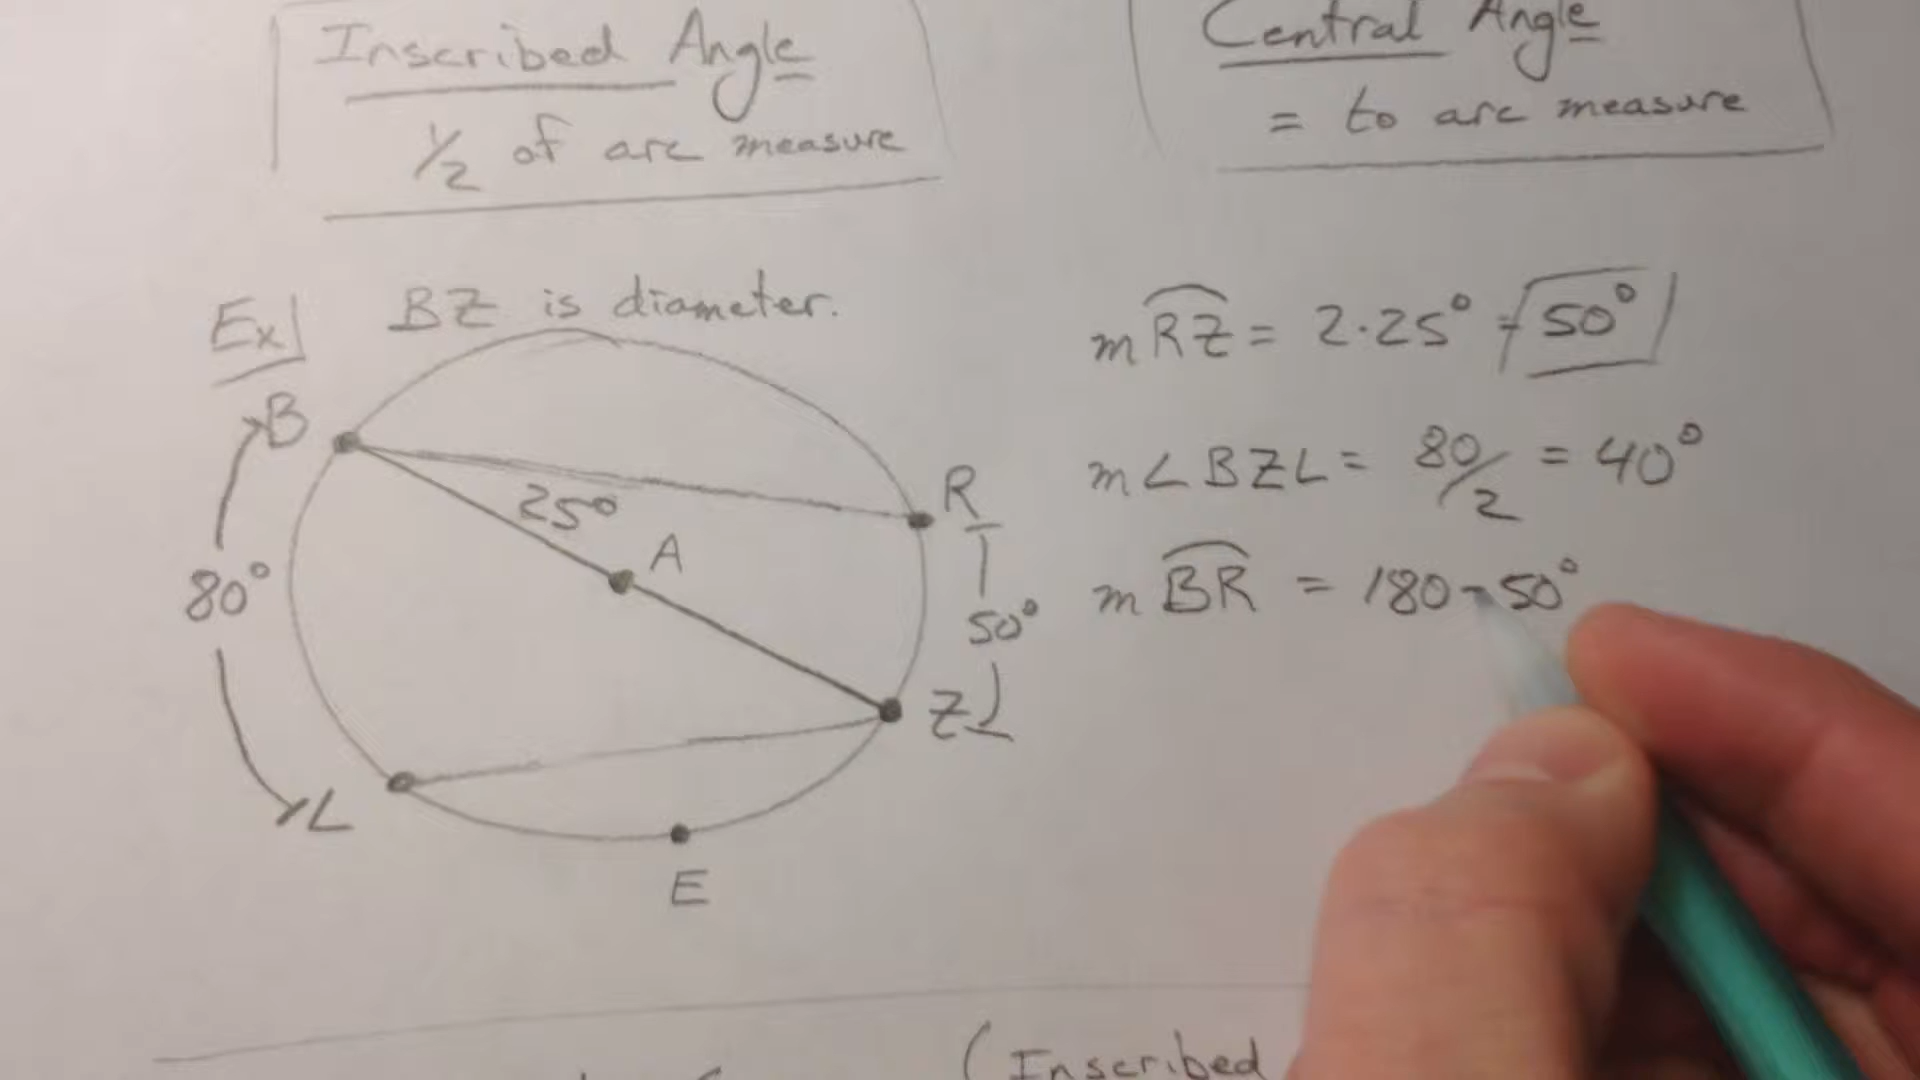 Inscribed Angle
1/2 of arc measure
Central Angle
= to arc measure
Ex] BZ is diameter.
B
25°
A
R
80°
50°
Z
L
E
mRZ = 2·25° = 50°
m∠BZL = 80/2 = 40°
mBR = 180-50°
(Inscribed